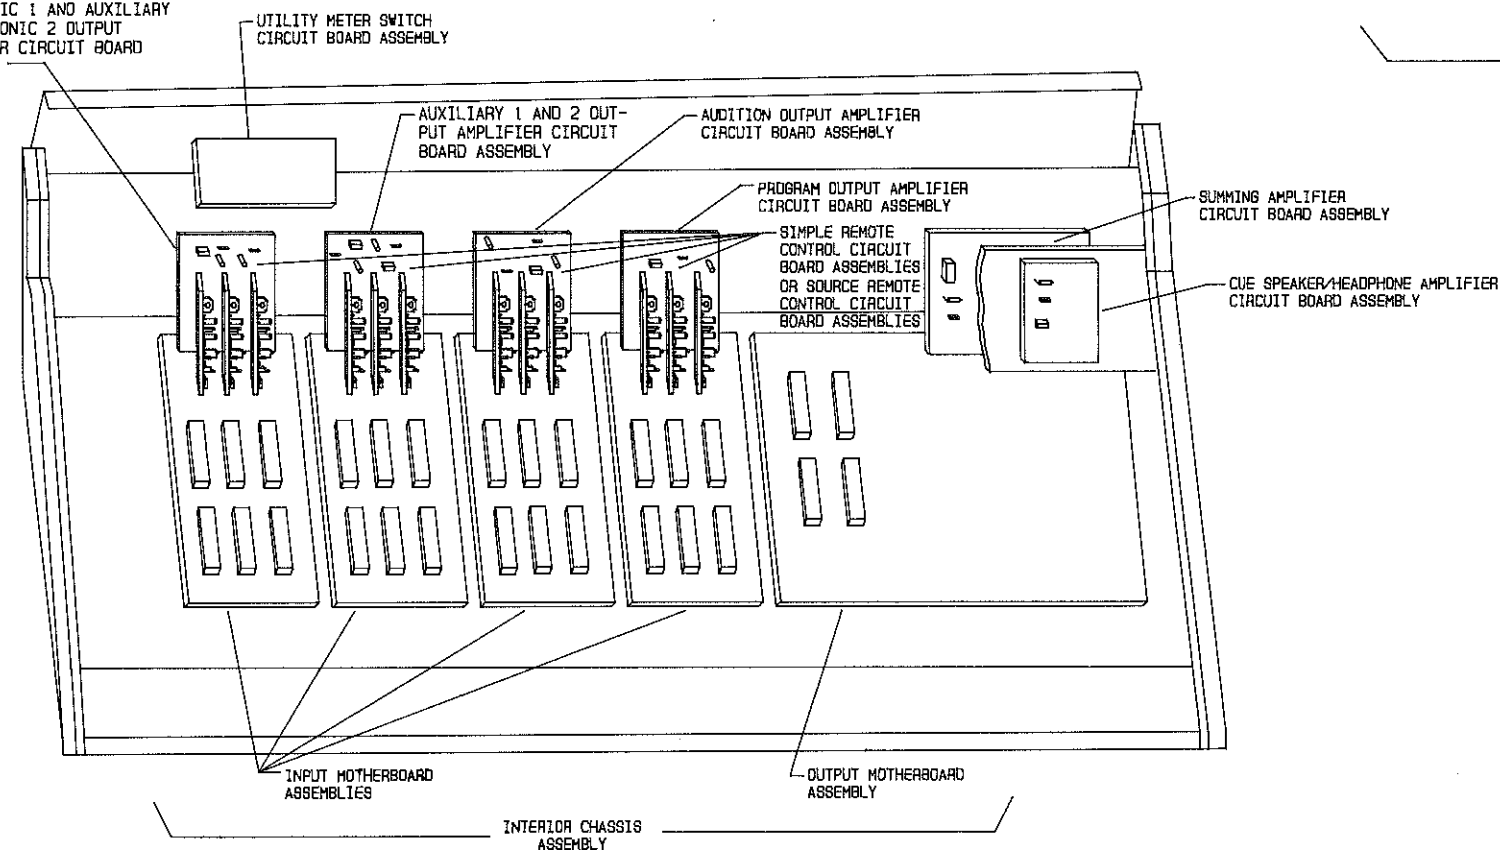 IC 1 AND AUXILIARY
ONIC 2 OUTPUT
R CIRCUIT BOARD
UTILITY METER SWITCH
CIRCUIT BOARD ASSEMBLY
AUXILIARY 1 AND 2 OUT-
PUT AMPLIFIER CIRCUIT
BOARD ASSEMBLY
AUDITION OUTPUT AMPLIFIER
CIRCUIT BOARD ASSEMBLY
PROGRAM OUTPUT AMPLIFIER
CIRCUIT BOARD ASSEMBLY
SIMPLE REMOTE
CONTROL CIRCUIT
BOARD ASSEMBLIES
OR SOURCE REMOTE
CONTROL CIRCUIT
BOARD ASSEMBLIES
SUMMING AMPLIFIER
CIRCUIT BOARD ASSEMBLY
CUE SPEAKER/HEADPHONE AMPLIFIER
CIRCUIT BOARD ASSEMBLY
INPUT MOTHERBOARD
ASSEMBLIES
OUTPUT MOTHERBOARD
ASSEMBLY
INTERIOR CHASSIS
ASSEMBLY